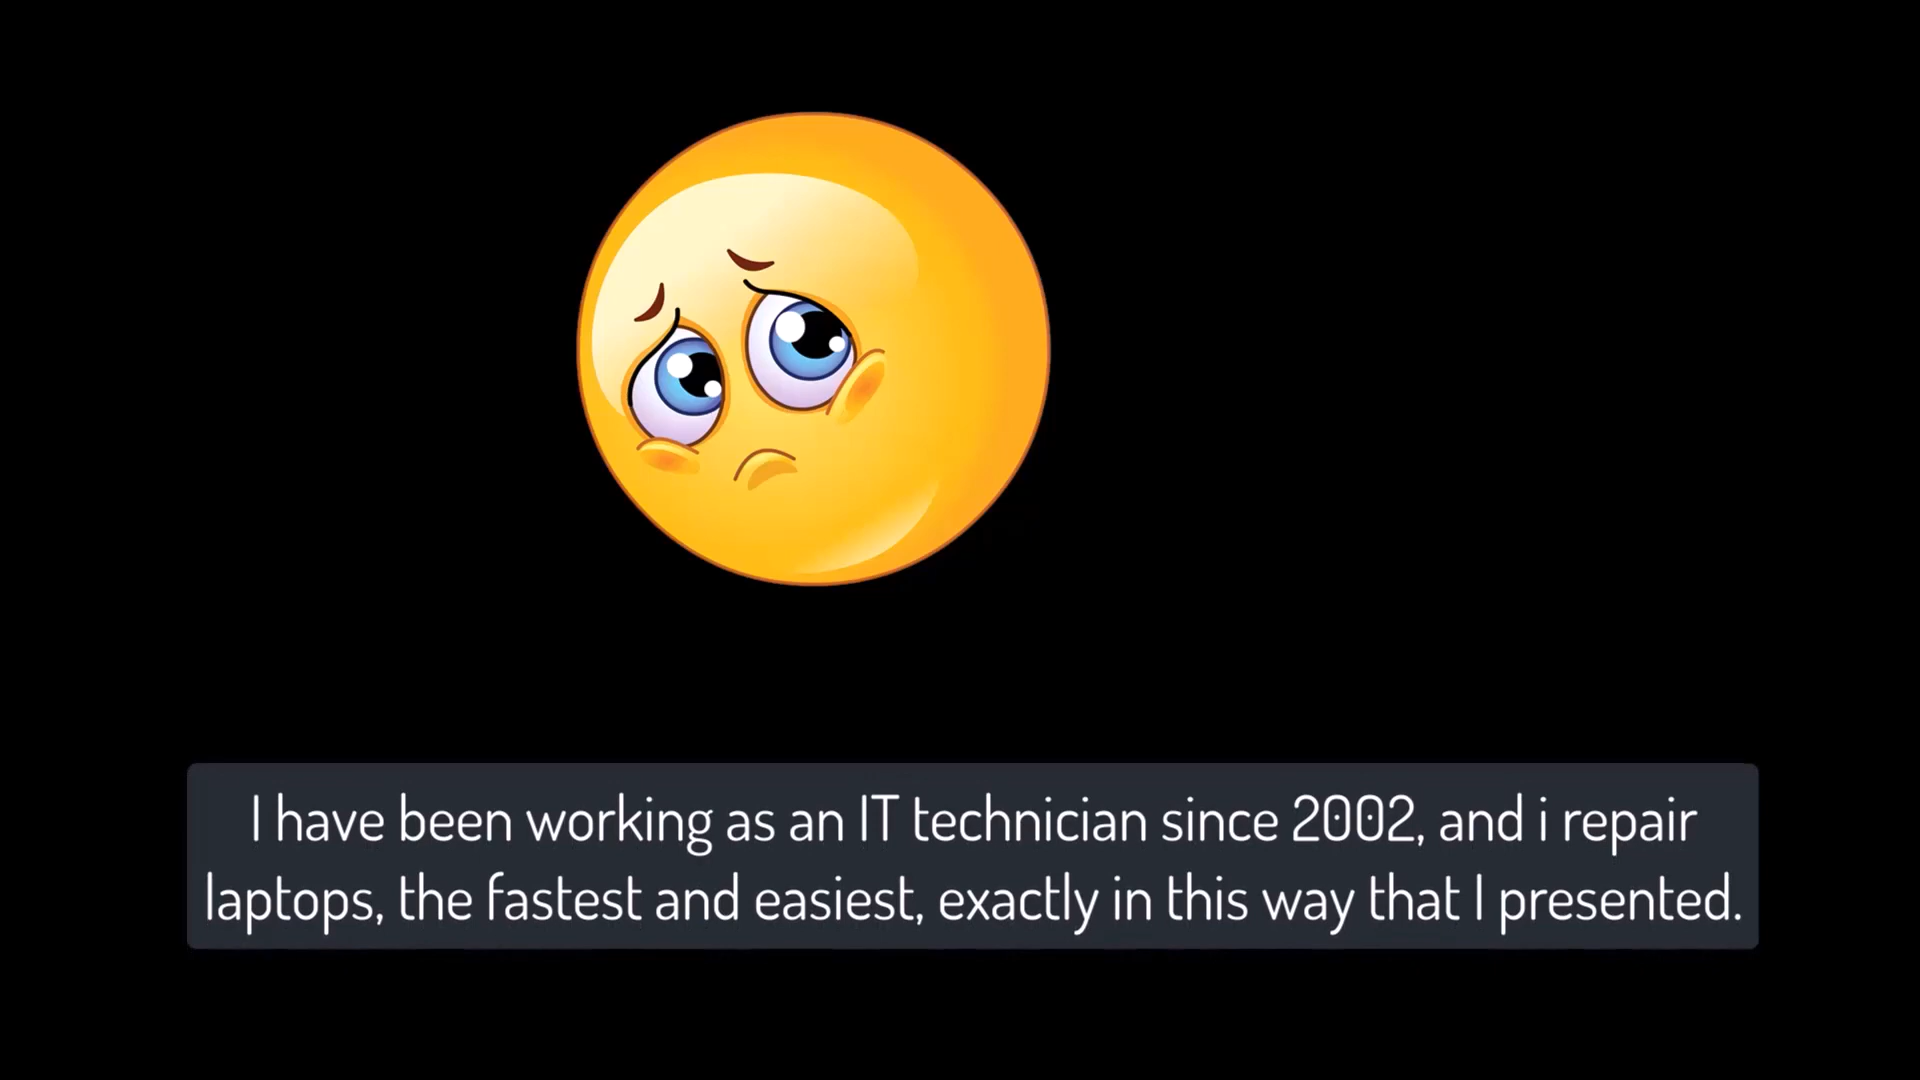 I have been working as an IT technician since 2002, and i repair
laptops, the fastest and easiest, exactly in this way that I presented.